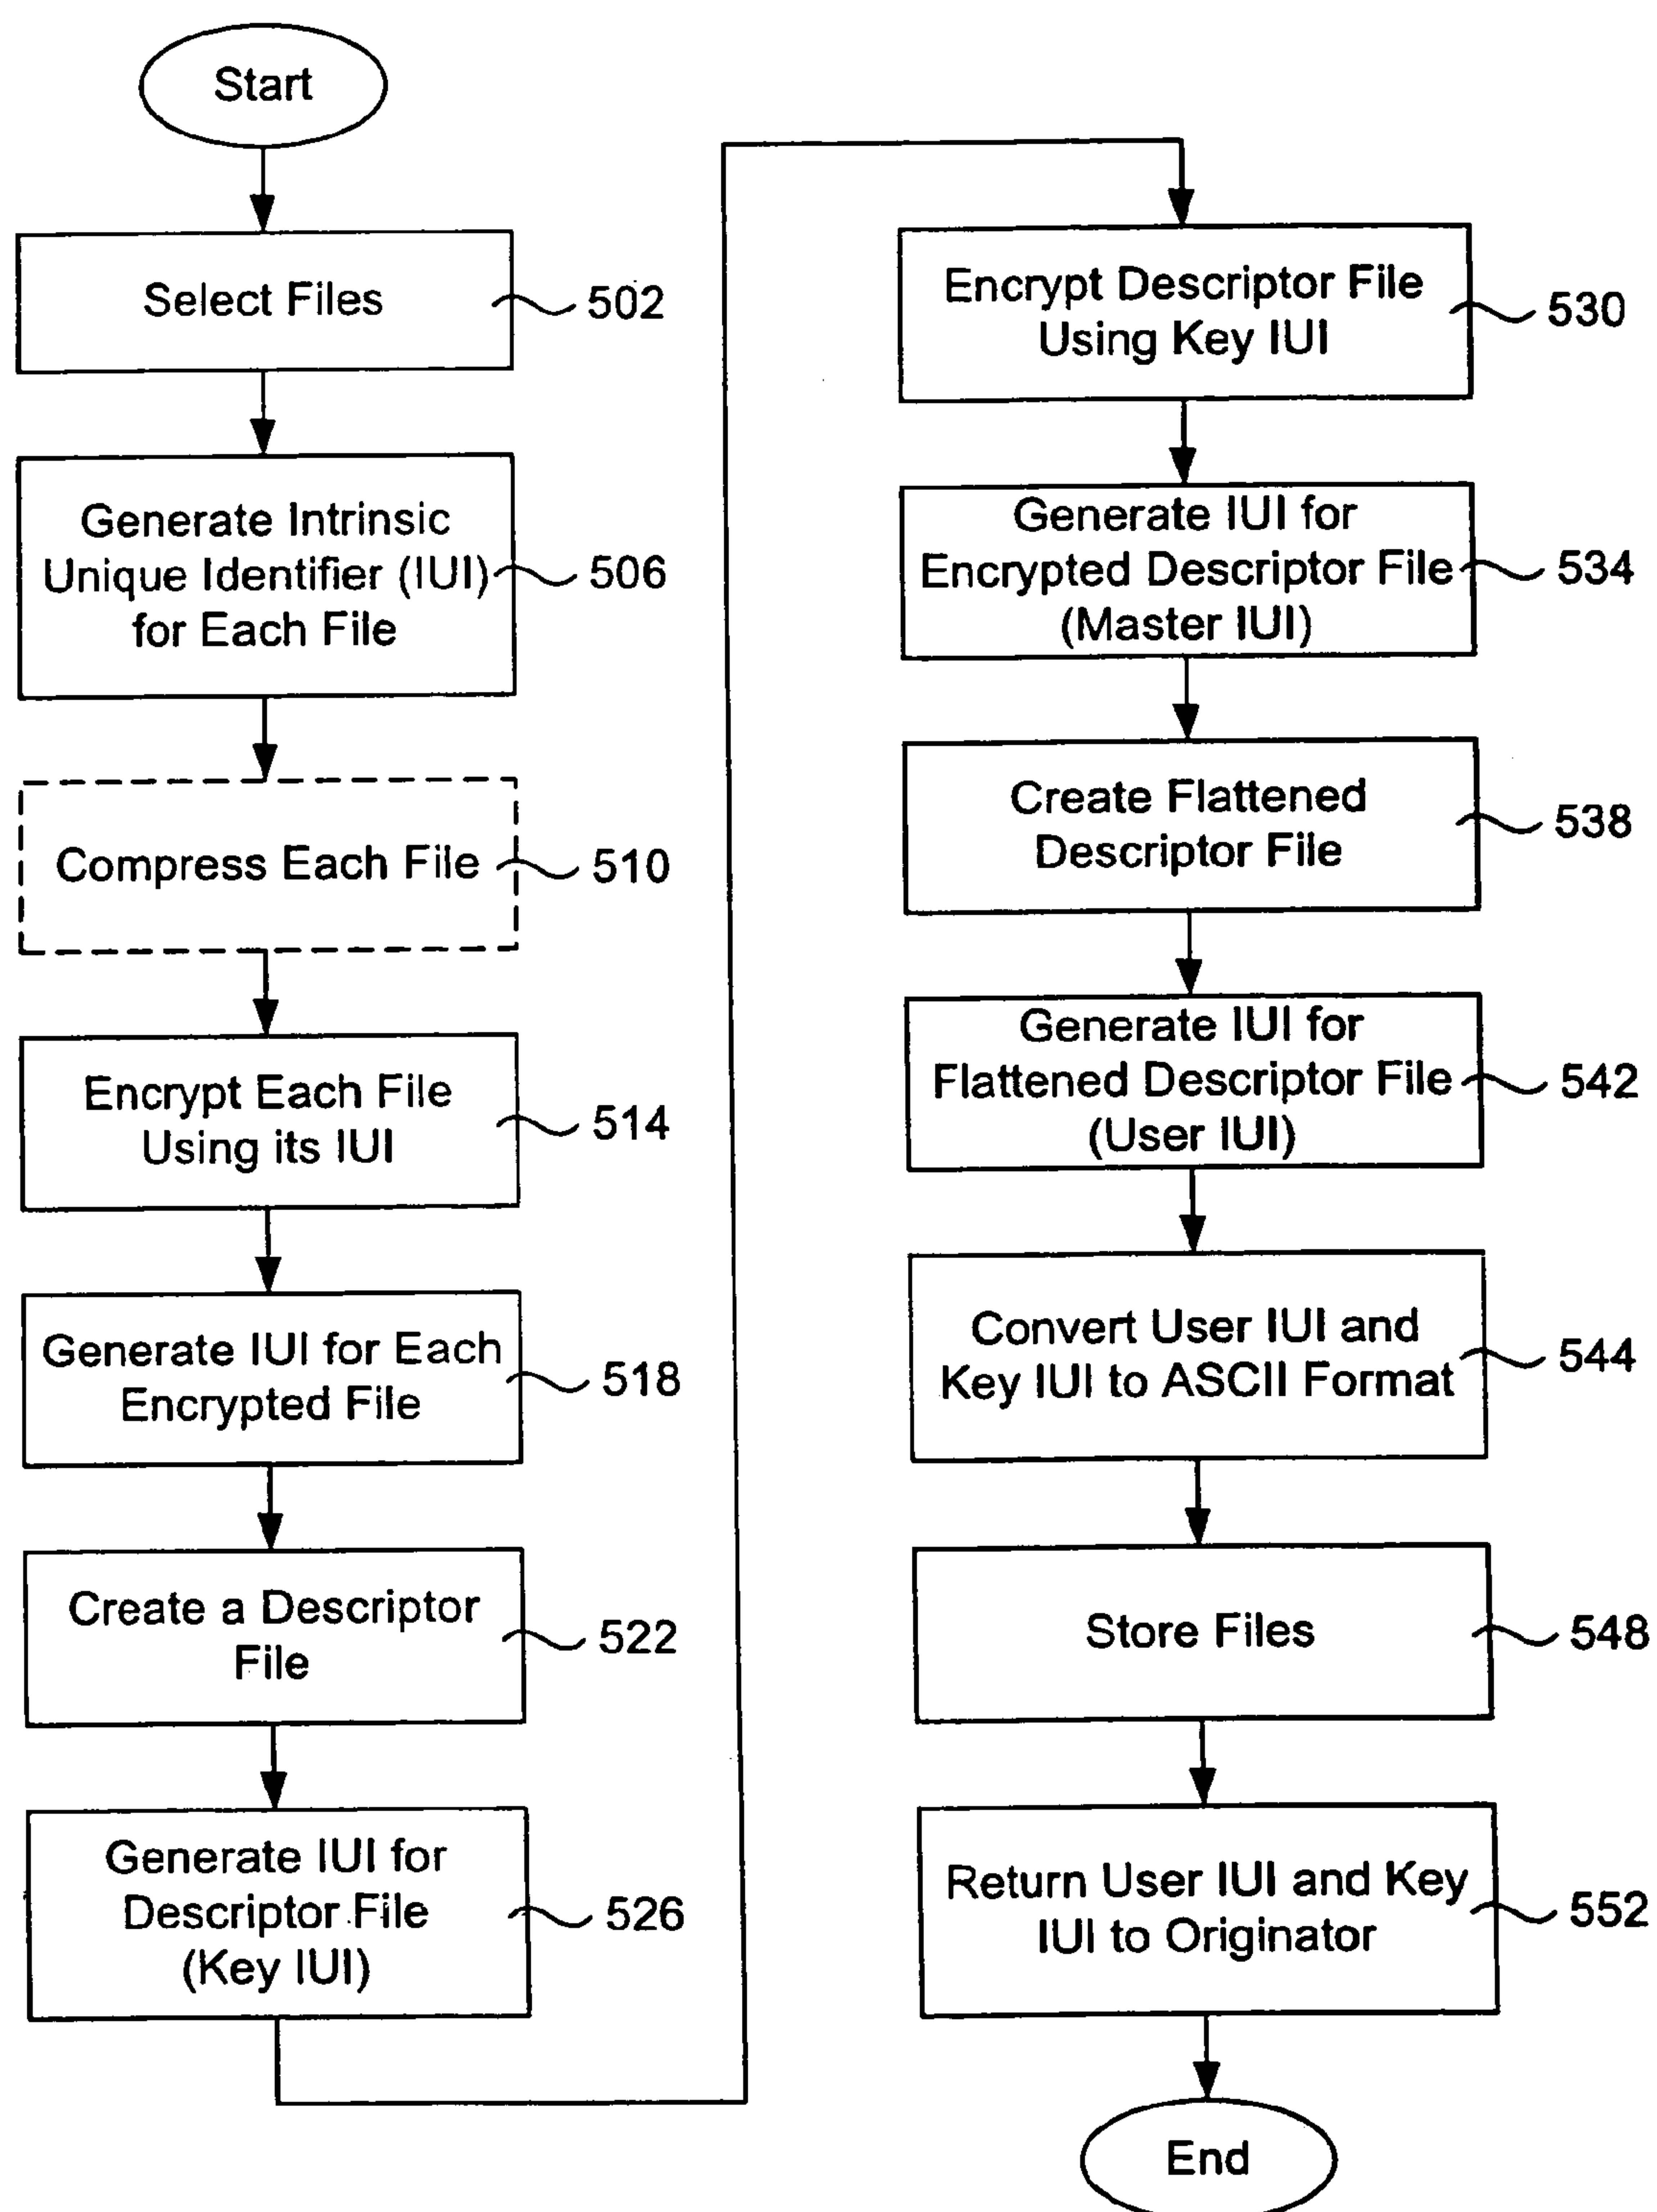 Start
Select Files
502
Generate Intrinsic
Unique Identifier (IUI)
for Each File
506
Compress Each File
510
Encrypt Each File
Using its IUI
514
Generate IUI for Each
Encrypted File
518
Create a Descriptor
File
522
Generate IUI for
Descriptor File
(Key IUI)
526
Encrypt Descriptor File
Using Key IUI
530
Generate IUI for
Encrypted Descriptor File
(Master IUI)
534
Create Flattened
Descriptor File
538
Generate IUI for
Flattened Descriptor File
(User IUI)
542
Convert User IUI and
Key IUI to ASCII Format
544
Store Files
548
Return User IUI and Key
IUI to Originator
552
End